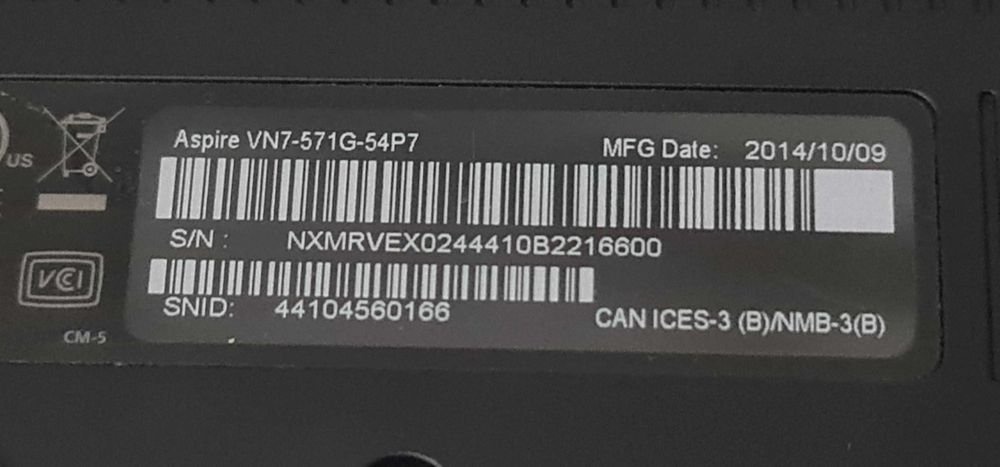 Aspire VN7-571G-54P7
MFG Date: 2014/10/09
US
S/N : NXMRVEX0244410B2216600
VCCI
SNID: 44104560166
CAN ICES-3 (B)/NMB-3(B)
CM-5